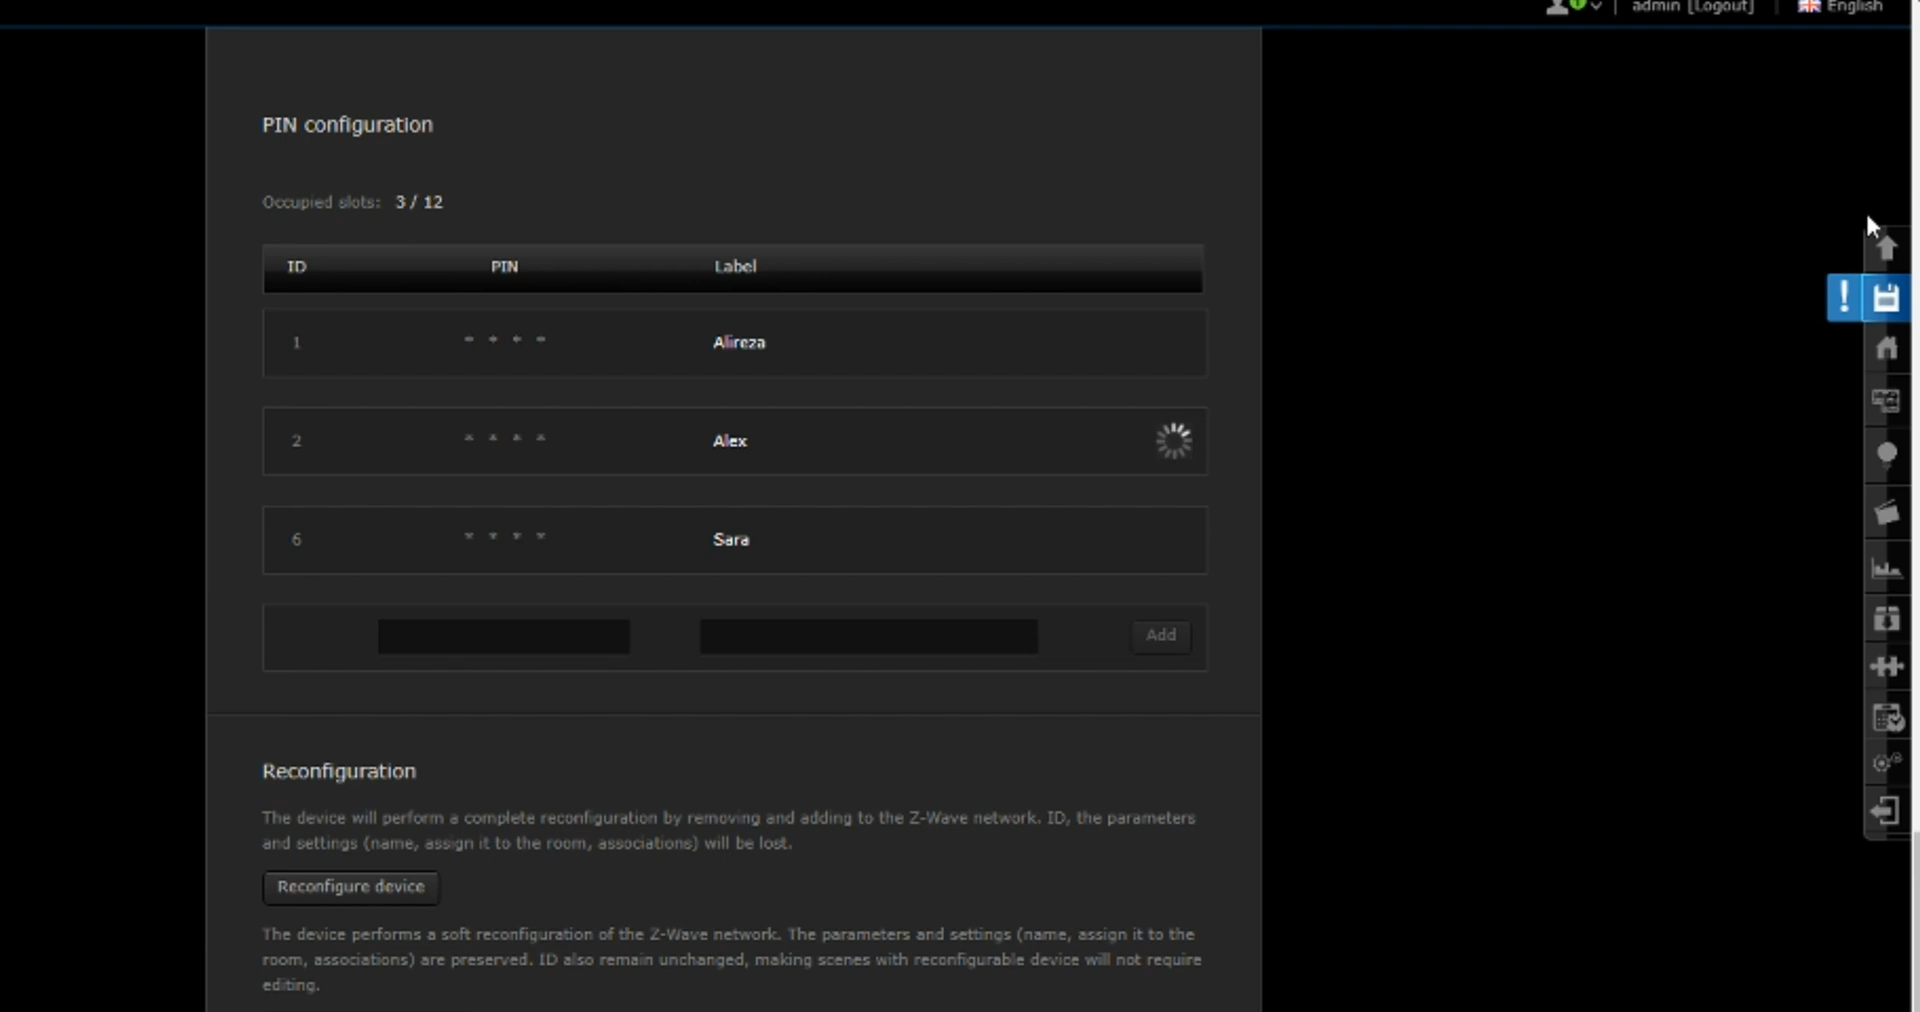 admin [Logout] English
PIN configuration
Occupied slots: 3 / 12
ID PIN Label
1 * * * * Alireza
2 * * * * Alex
6 * * * * Sara
Add
Reconfiguration
The device will perform a complete reconfiguration by removing and adding to the Z-Wave network. ID, the parameters
and settings (name, assign it to the room, associations) will be lost.
Reconfigure device
The device performs a soft reconfiguration of the Z-Wave network. The parameters and settings (name, assign it to the
room, associations) are preserved. ID also remain unchanged, making scenes with reconfigurable device will not require
editing.